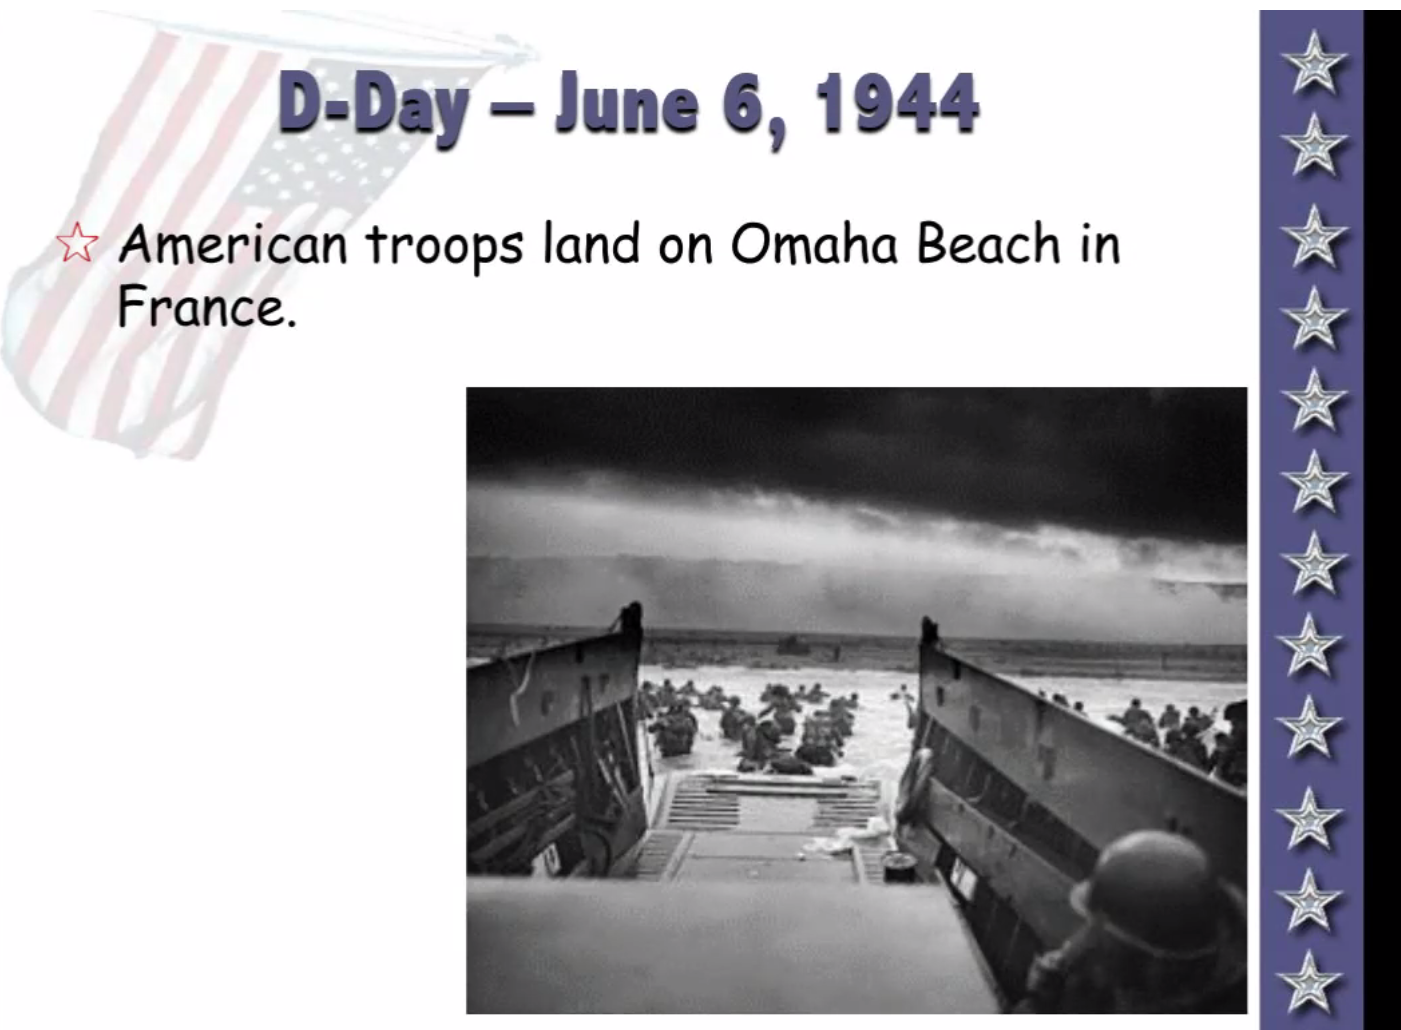 D-Day – June 6, 1944
American troops land on Omaha Beach in
France.